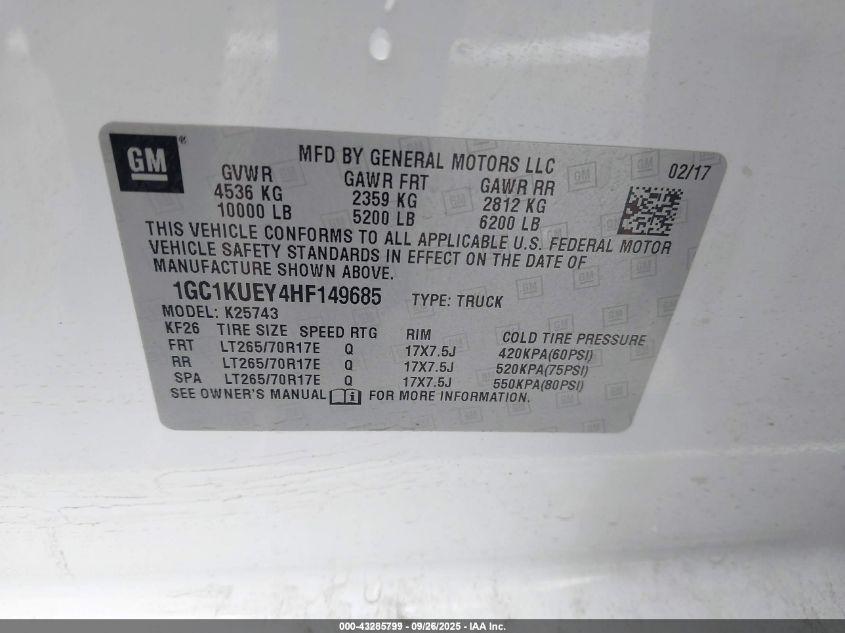 GM®
MFD BY GENERAL MOTORS LLC 02/17
GVWR GAWR FRT GAWR RR
4536 KG 2359 KG 2812 KG
10000 LB 5200 LB 6200 LB
THIS VEHICLE CONFORMS TO ALL APPLICABLE U.S. FEDERAL MOTOR
VEHICLE SAFETY STANDARDS IN EFFECT ON THE DATE OF
MANUFACTURE SHOWN ABOVE.
1GC1KUEY4HF149685 TYPE: TRUCK
MODEL: K25743
KF26 TIRE SIZE SPEED RTG RIM COLD TIRE PRESSURE
FRT LT265/70R17E Q 17X7.5J 420KPA(60PSI)
RR LT265/70R17E Q 17X7.5J 520KPA(75PSI)
SPA LT265/70R17E Q 17X7.5J 550KPA(80PSI)
SEE OWNER'S MANUAL FOR MORE INFORMATION.
000-43285799 - 09/26/2025 - IAA Inc.